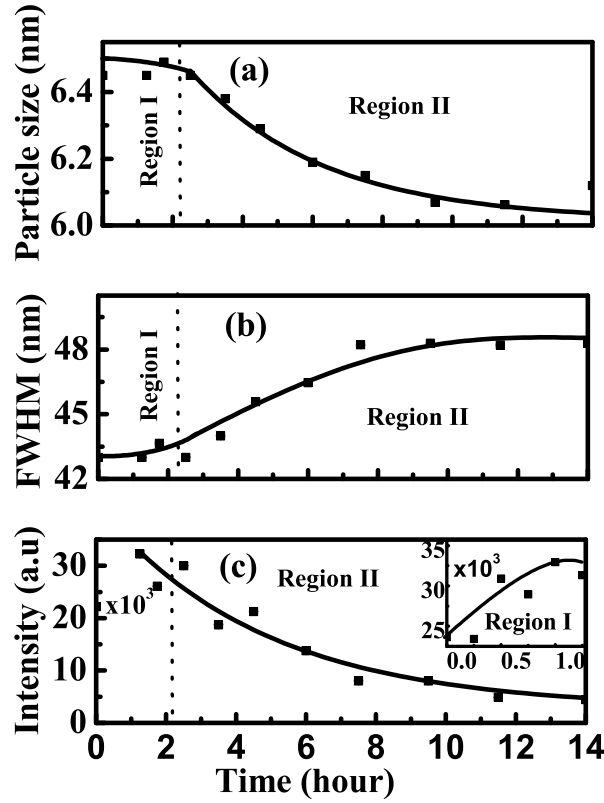 Particle size (nm)
6.4
6.2
6.0
(a)
Region I
Region II
FWHM (nm)
48
45
42
(b)
Region I
Region II
Intensity (a.u)
30
20
10
0
x10³
(c)
Region II
35
30
25
x10³
Region I
0.0 0.5 1.0
0 2 4 6 8 10 12 14
Time (hour)